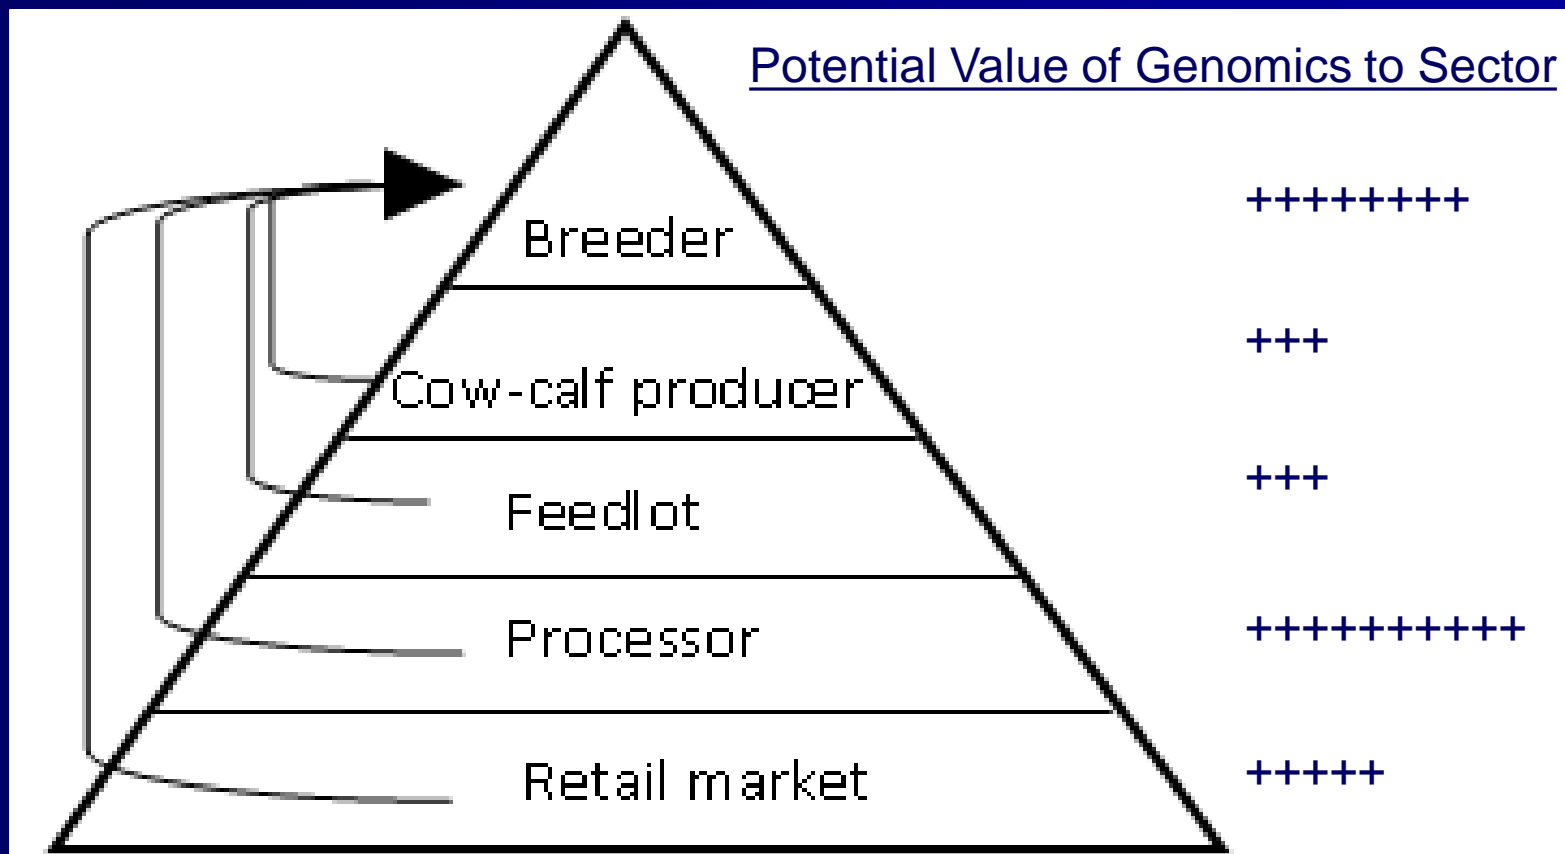 Potential Value of Genomics to Sector
Breeder ++++++++
Cow-calf producer +++
Feedlot +++
Processor ++++++++++
Retail market +++++